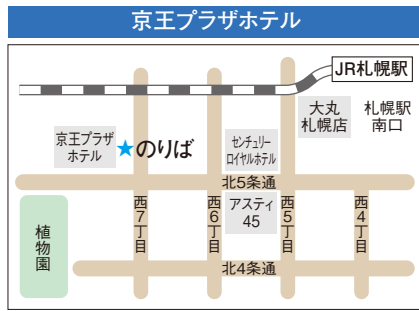 京王プラザホテル
JR札幌駅
大丸
札幌店
札幌駅
南口
京王プラザ
ホテル
★のりば
センチュリー
ロイヤルホテル
北5条通
植物園
西7丁目
西6丁目
アスティ
45
西5丁目
西4丁目
北4条通